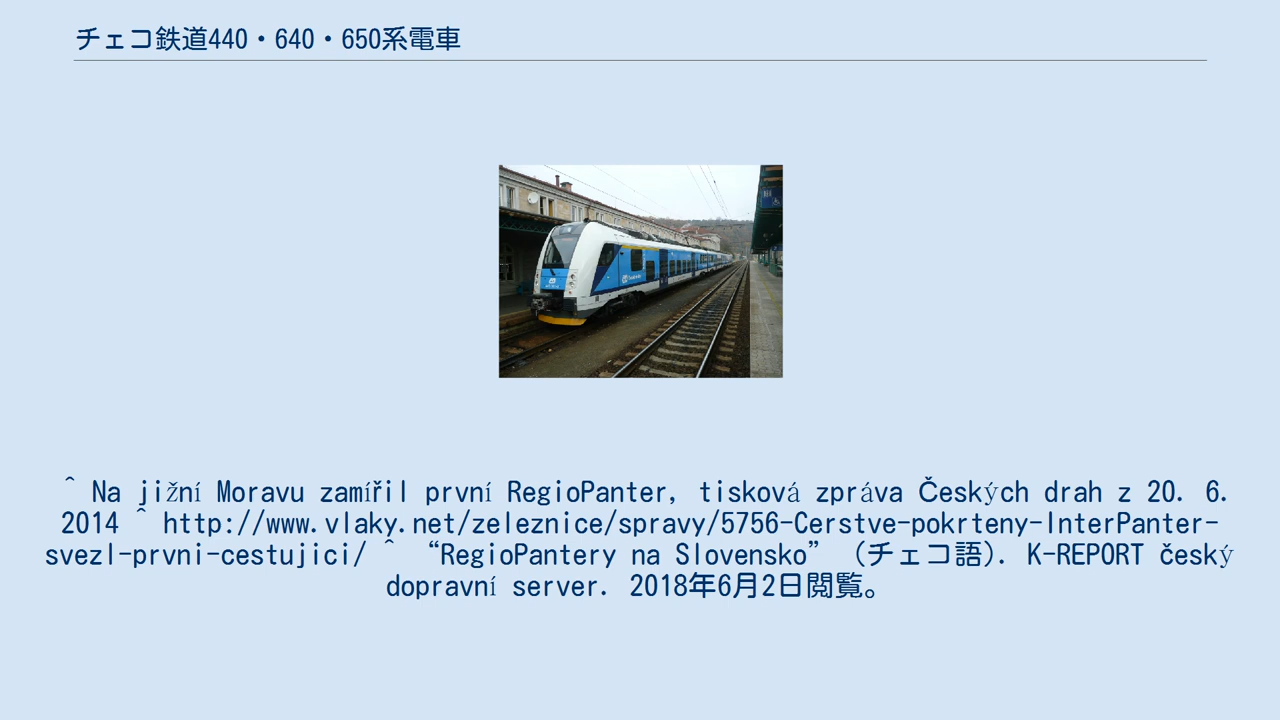 チェコ鉄道440・640・650系電車
^ Na jižní Moravu zamířil první RegioPanter, tisková zpráva Českých drah z 20. 6.
2014 ^ http://www.vlaky.net/zeleznice/spravy/5756-Cerstve-pokrteny-InterPanter-
svezl-prvni-cestujici/ ^ “RegioPantery na Slovensko” (チェコ語). K-REPORT český
dopravní server. 2018年6月2日閲覧。